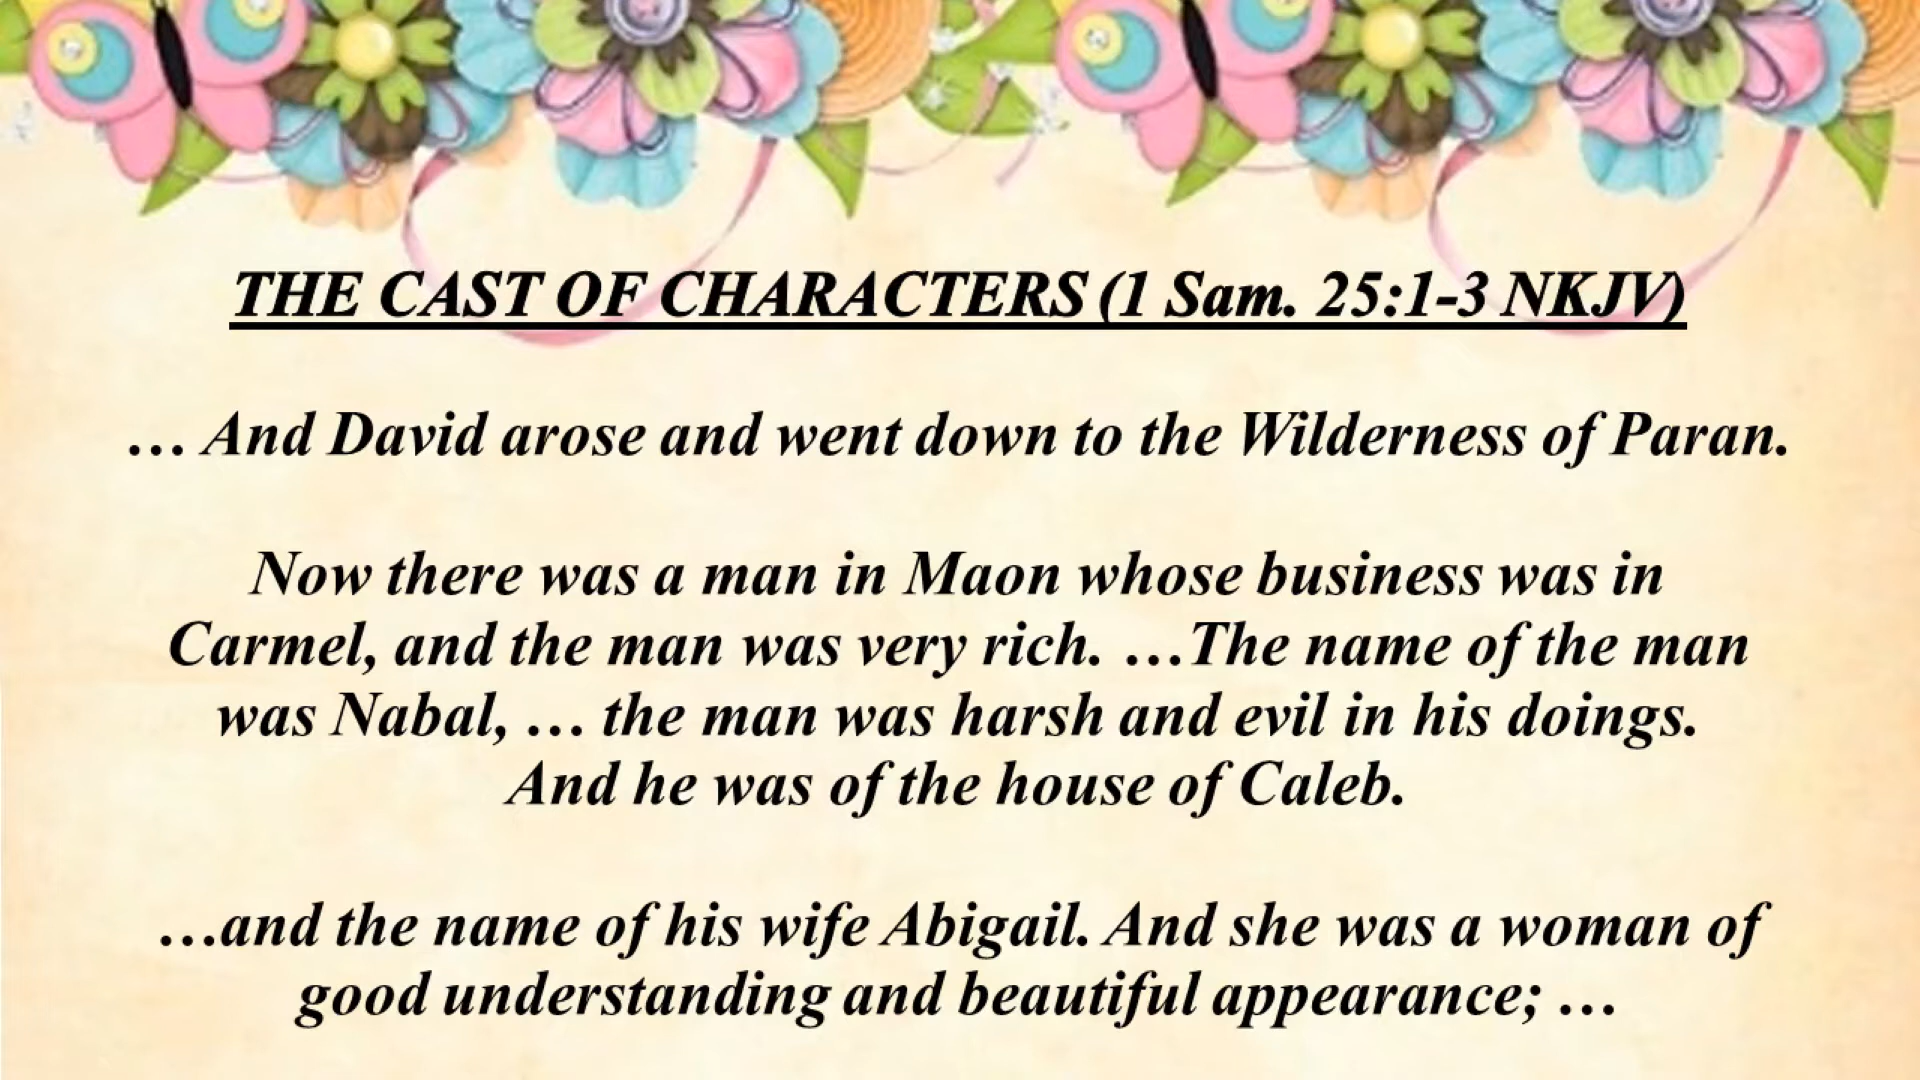 THE CAST OF CHARACTERS (1 Sam. 25:1-3 NKJV)
… And David arose and went down to the Wilderness of Paran.
Now there was a man in Maon whose business was in
Carmel, and the man was very rich. …The name of the man
was Nabal, … the man was harsh and evil in his doings.
And he was of the house of Caleb.
…and the name of his wife Abigail. And she was a woman of
good understanding and beautiful appearance; …